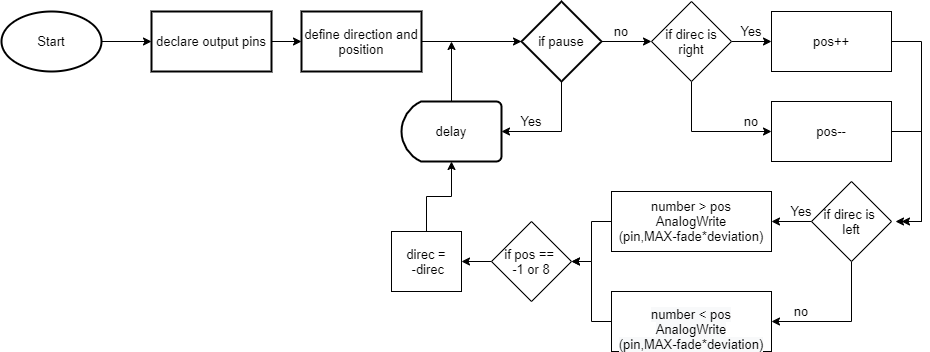 Start
declare output pins
define direction and
position
if pause
no
if direc is
right
Yes
pos++
no
pos--
Yes
delay
if direc is
left
Yes
number > pos
AnalogWrite
(pin,MAX-fade*deviation)
no
number < pos
AnalogWrite
(pin,MAX-fade*deviation)
if pos ==
-1 or 8
direc =
-direc